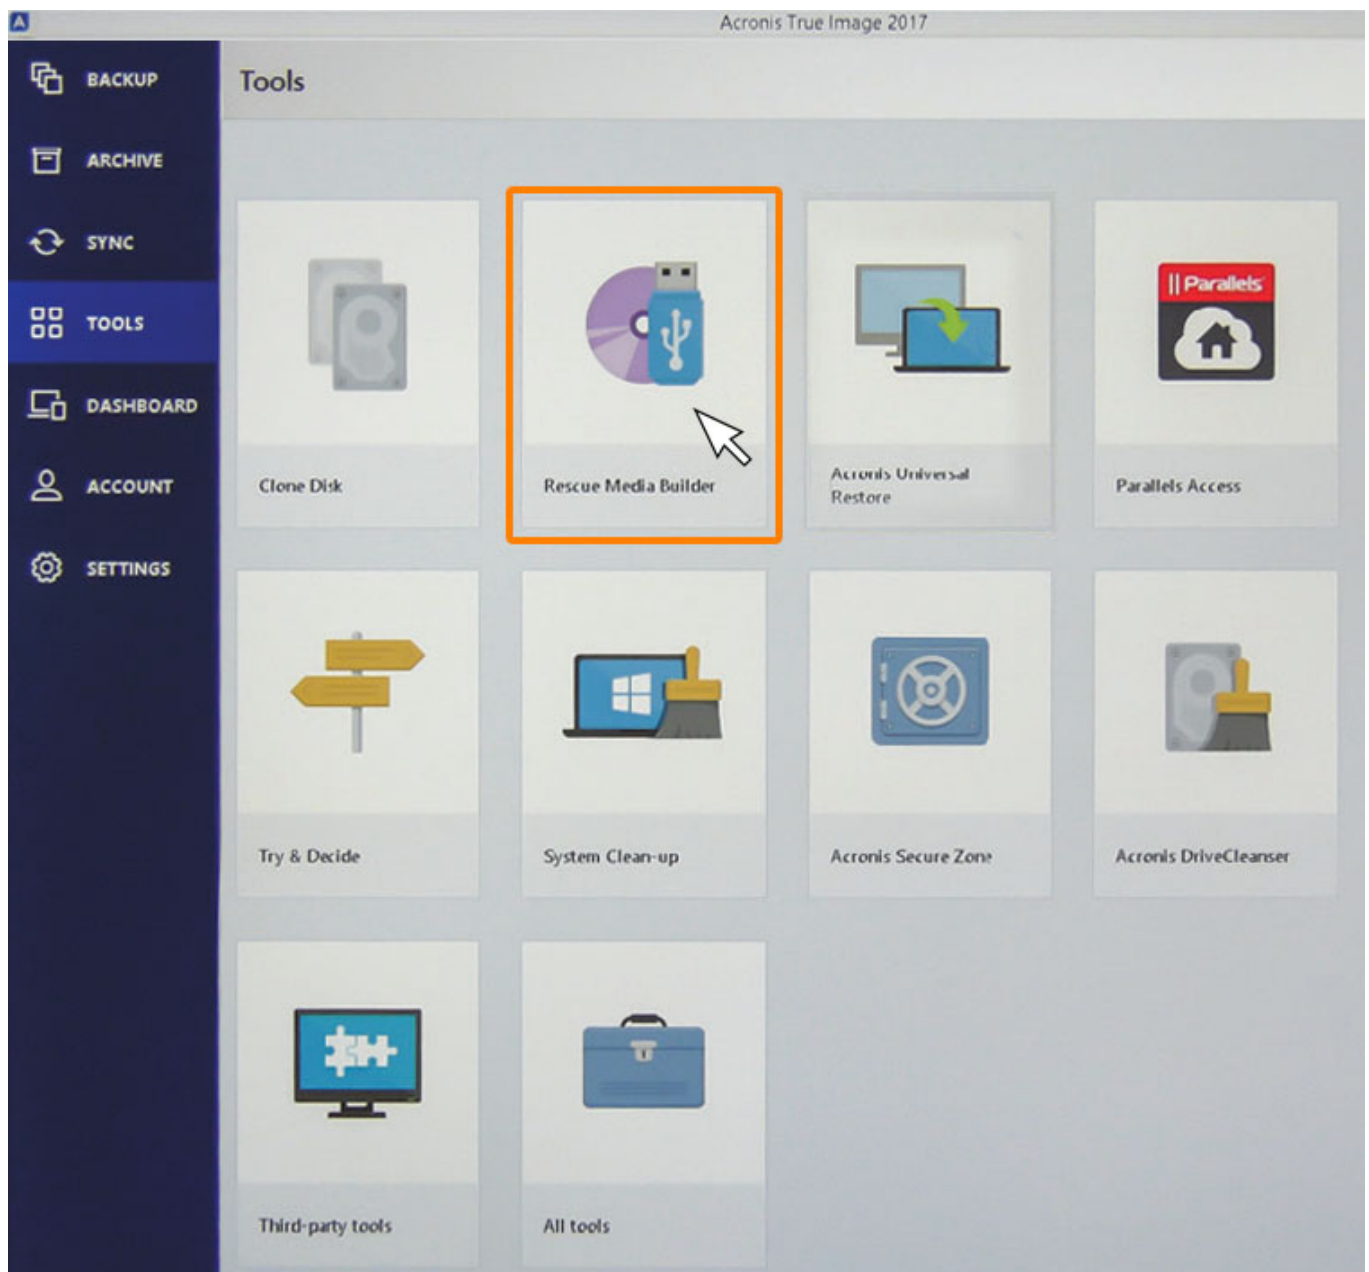 Acronis True Image 2017
BACKUP
ARCHIVE
SYNC
TOOLS
DASHBOARD
ACCOUNT
SETTINGS
Tools
Clone Disk
Rescue Media Builder
Acronis Universal
Restore
|| Parallels
Parallels Access
Try & Decide
System Clean-up
Acronis Secure Zone
Acronis DriveCleanser
Third-party tools
All tools